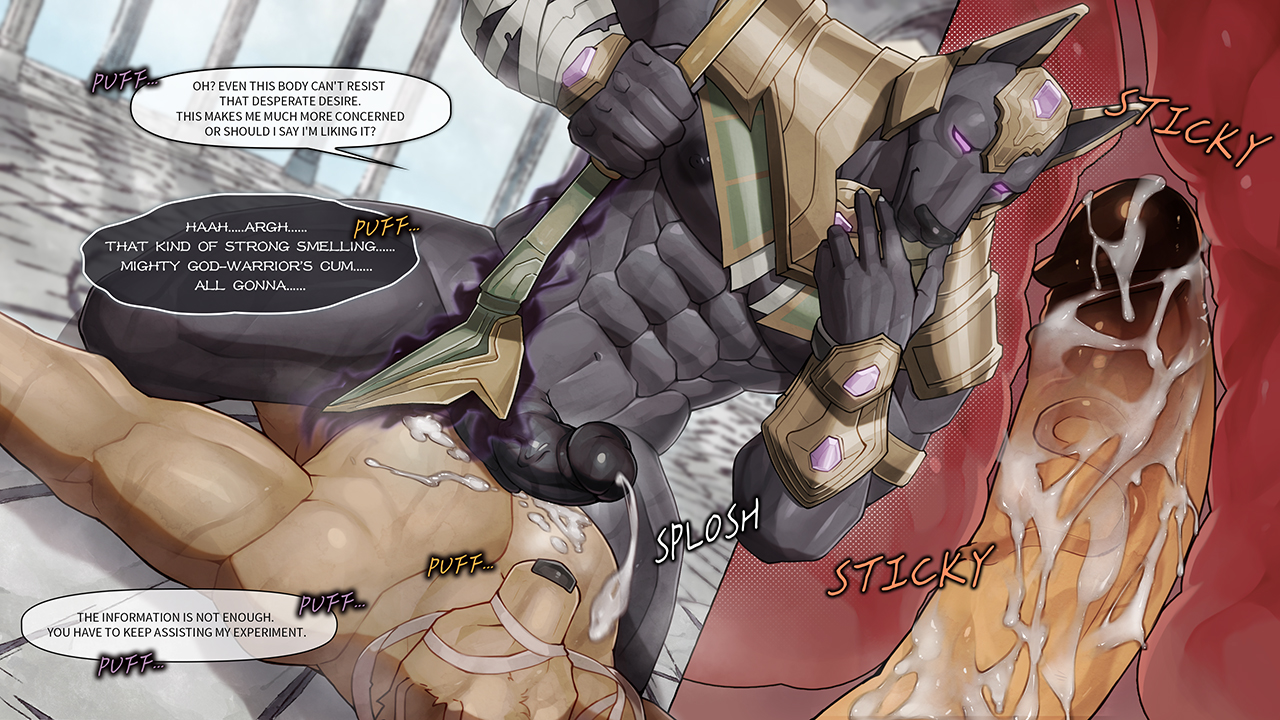 PUFF...
OH? EVEN THIS BODY CAN'T RESIST
THAT DESPERATE DESIRE.
THIS MAKES ME MUCH MORE CONCERNED
OR SHOULD I SAY I'M LIKING IT?
STICKY
PUFF...
HAAH.....ARGH......
THAT KIND OF STRONG SMELLING......
MIGHTY GOD-WARRIOR'S CUM......
ALL GONNA......
SPLOSH
STICKY
PUFF...
PUFF...
THE INFORMATION IS NOT ENOUGH.
YOU HAVE TO KEEP ASSISTING MY EXPERIMENT.
PUFF...